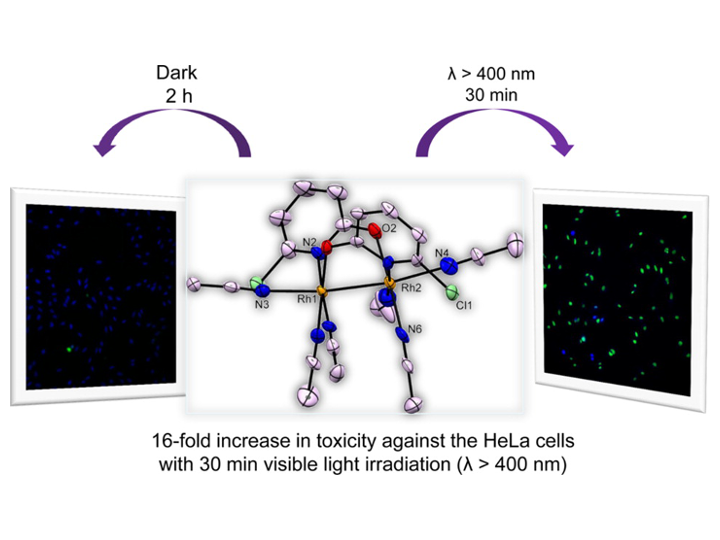 Dark
2 h
λ > 400 nm
30 min
N2
O2
N4
Rh1
Rh2
N3
Cl1
N6
16-fold increase in toxicity against the HeLa cells
with 30 min visible light irradiation (λ > 400 nm)